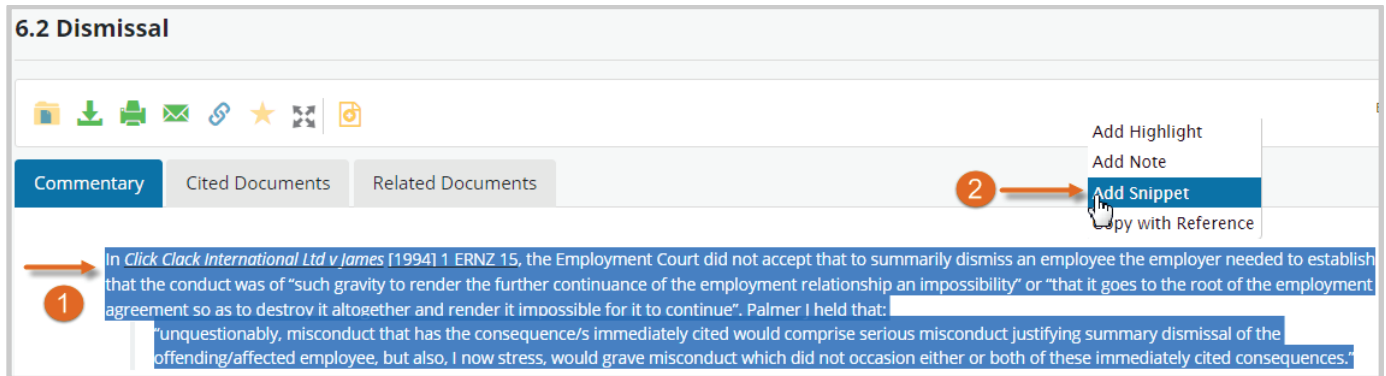 6.2 Dismissal
Add Highlight
Add Note
Add Snippet
Copy with Reference
2
Commentary
Cited Documents
Related Documents
1
In Click Clack International Ltd v James [1994] 1 ERNZ 15, the Employment Court did not accept that to summarily dismiss an employee the employer needed to establish
that the conduct was of “such gravity to render the further continuance of the employment relationship an impossibility” or “that it goes to the root of the employment
agreement so as to destroy it altogether and render it impossible for it to continue”. Palmer J held that:
“unquestionably, misconduct that has the consequence/s immediately cited would comprise serious misconduct justifying summary dismissal of the
offending/affected employee, but also, I now stress, would grave misconduct which did not occasion either or both of these immediately cited consequences.”